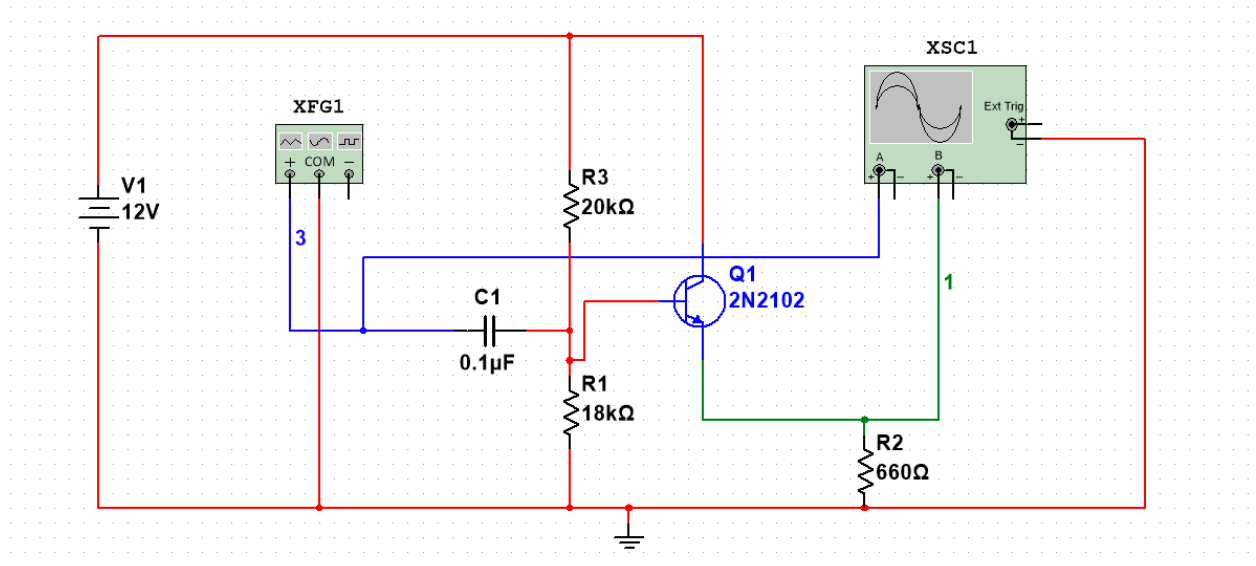 XSC1
XFG1
Ext Trig
+
−
A
B
+ −
+ −
+ COM −
V1
12V
R3
20kΩ
3
Q1
2N2102
1
C1
0.1µF
R1
18kΩ
R2
660Ω